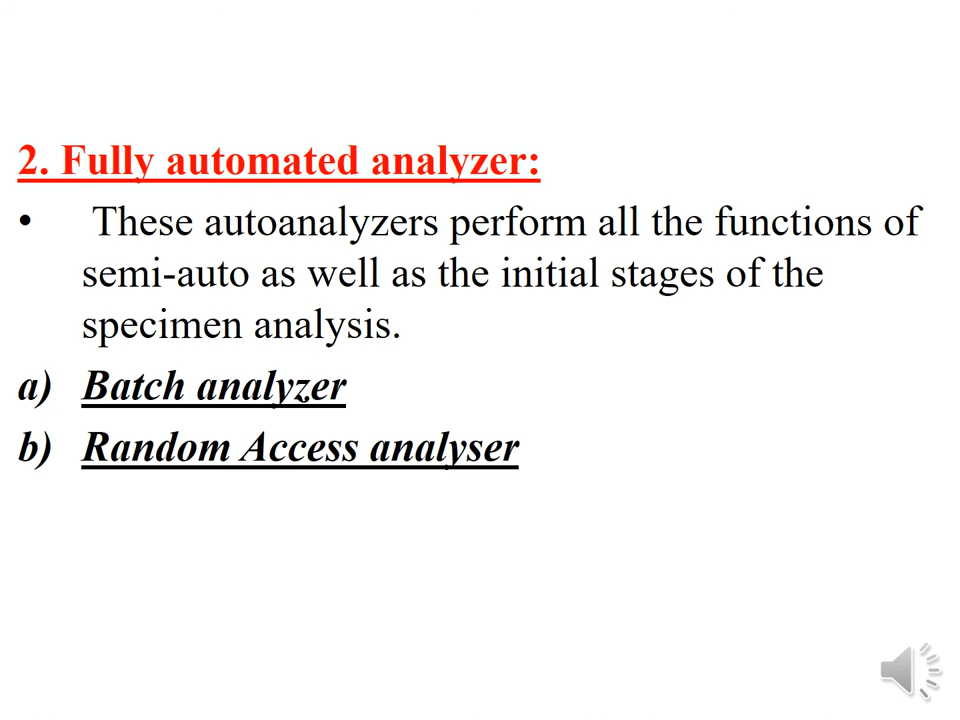 2. Fully automated analyzer:
• These autoanalyzers perform all the functions of
semi-auto as well as the initial stages of the
specimen analysis.
a) Batch analyzer
b) Random Access analyser